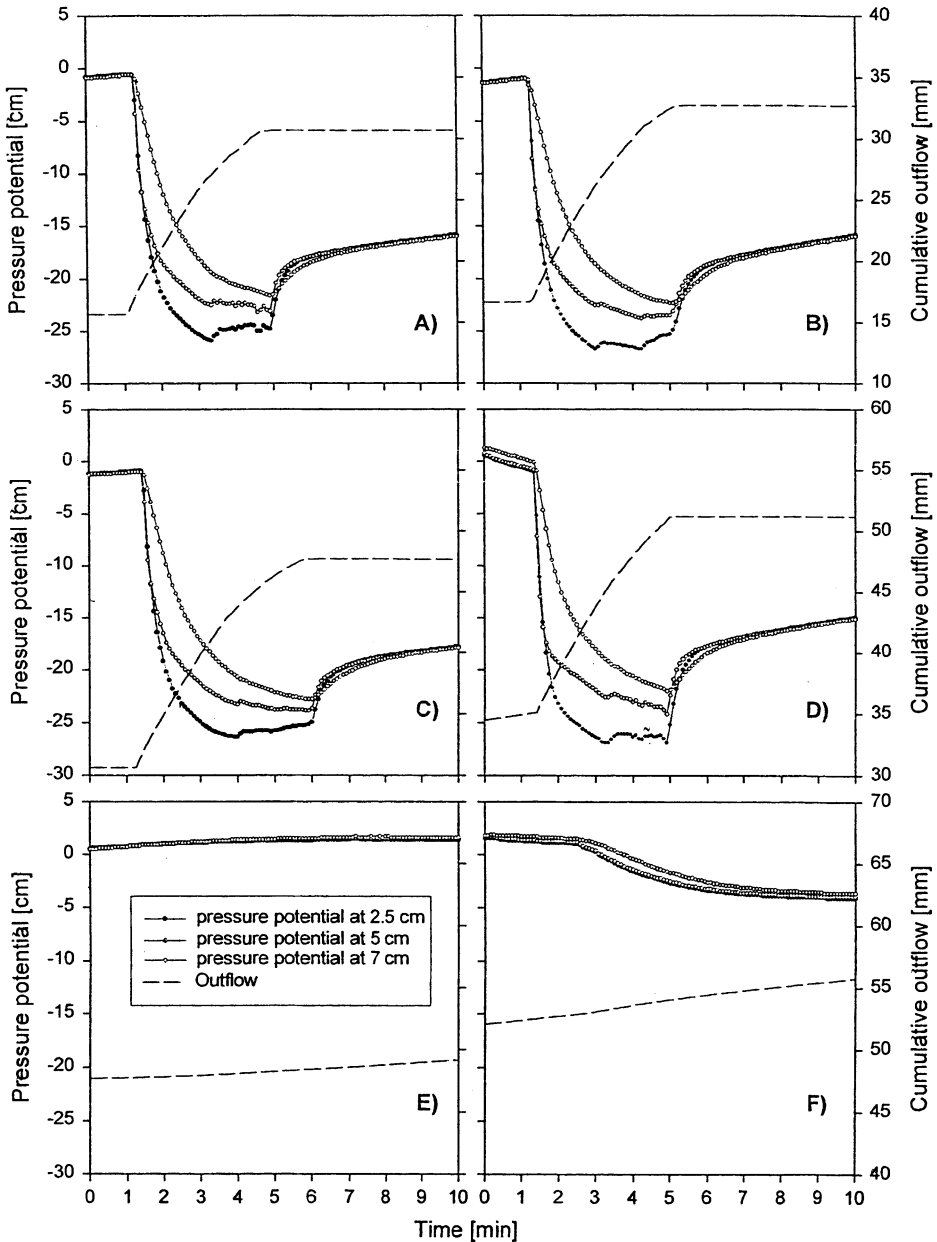 5
0
-5
-10
-15
-20
-25
-30
Pressure potential [cm]
A)
40
35
30
25
20
15
10
Cumulative outflow [mm]
B)
5
0
-5
-10
-15
-20
-25
-30
Pressure potential [cm]
C)
60
55
50
45
40
35
30
Cumulative outflow [mm]
D)
5
0
-5
-10
-15
-20
-25
-30
Pressure potential [cm]
pressure potential at 2.5 cm
pressure potential at 5 cm
pressure potential at 7 cm
Outflow
E)
70
65
60
55
50
45
40
Cumulative outflow [mm]
F)
0 1 2 3 4 5 6 7 8 9 10
0 1 2 3 4 5 6 7 8 9 10
Time [min]